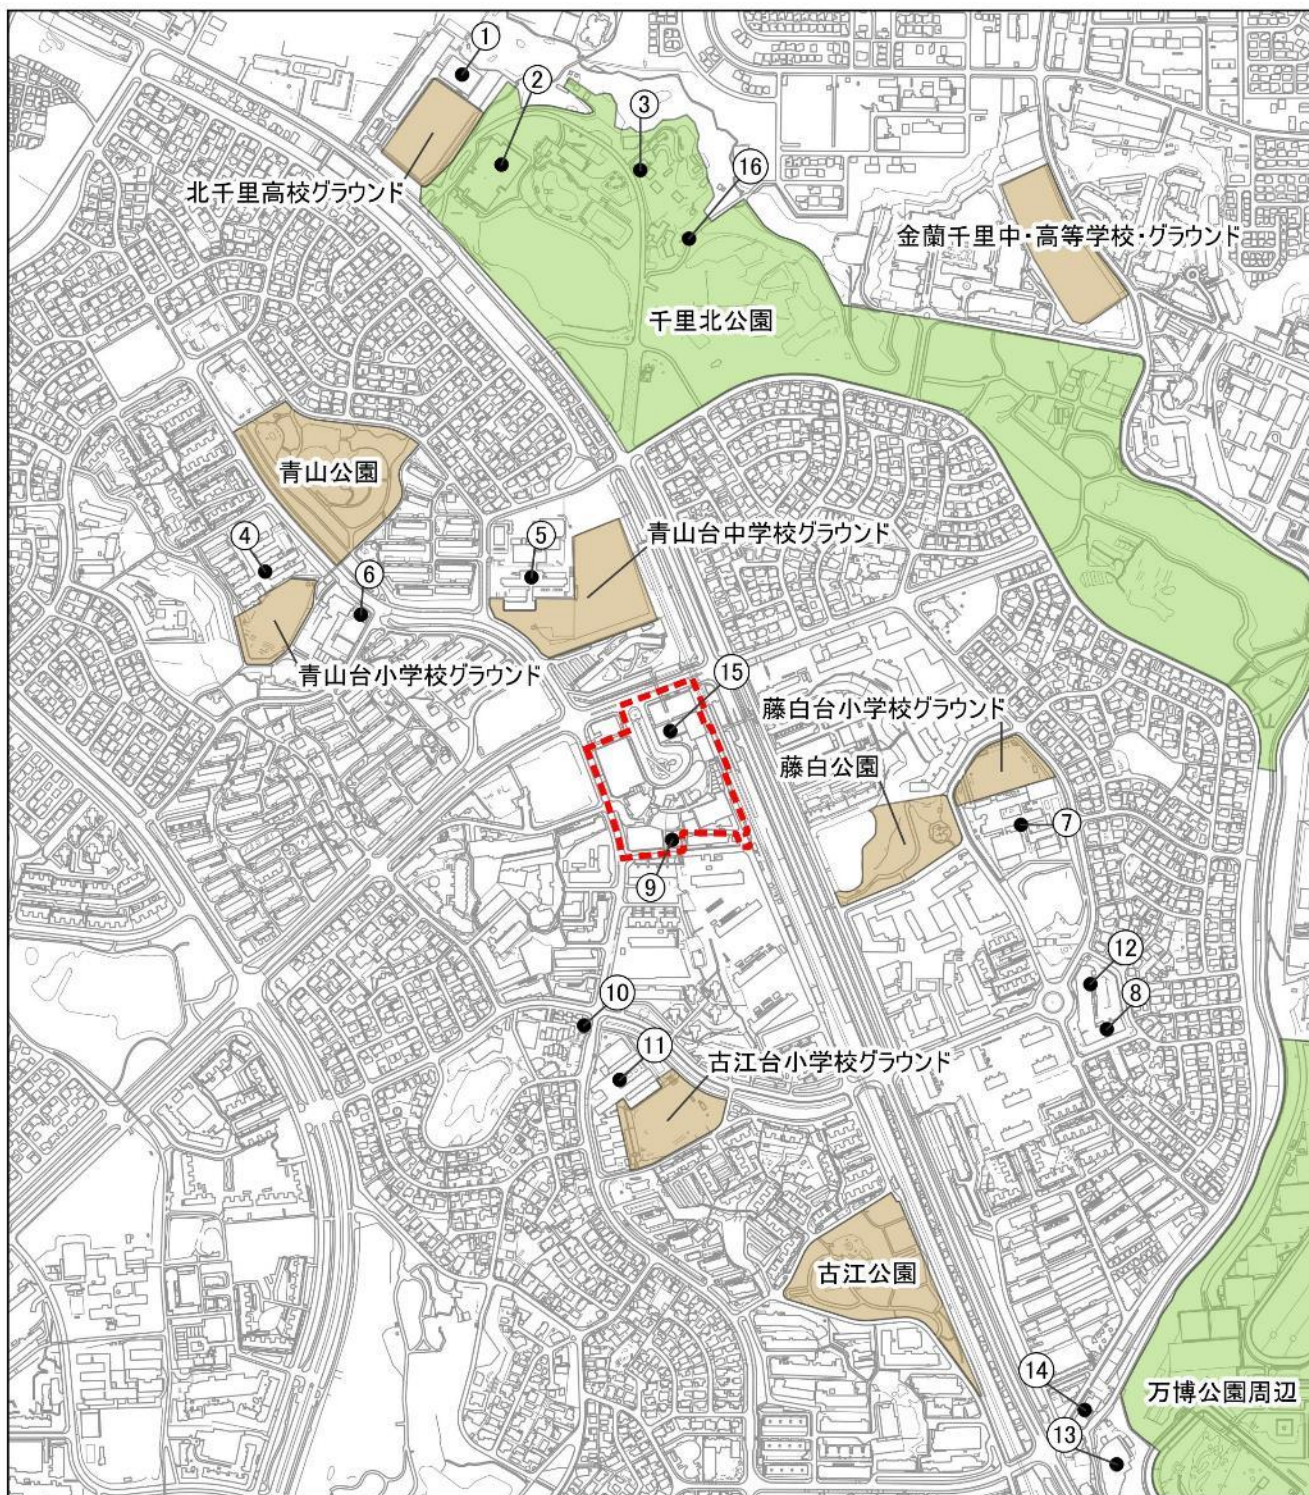 ①
②
③
⑯
北千里高校グラウンド
金蘭千里中・高等学校・グラウンド
千里北公園
青山公園
④
⑤
青山台中学校グラウンド
⑥
青山台小学校グラウンド
⑮
藤白台小学校グラウンド
藤白公園
⑦
⑨
⑫
⑧
⑩
⑪
古江台小学校グラウンド
古江公園
⑭
万博公園周辺
⑬